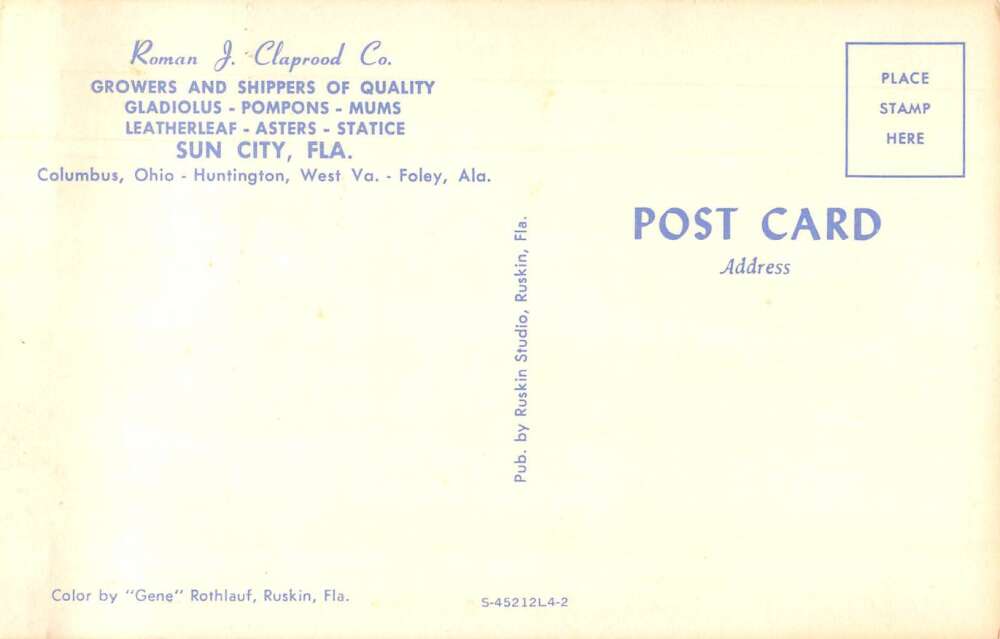 Roman J. Claprood Co.
GROWERS AND SHIPPERS OF QUALITY
GLADIOLUS - POMPONS - MUMS
LEATHERLEAF - ASTERS - STATICE
SUN CITY, FLA.
Columbus, Ohio - Huntington, West Va. - Foley, Ala.
PLACE
STAMP
HERE
POST CARD
Address
Pub. by Ruskin Studio, Ruskin, Fla.
Color by "Gene" Rothlauf, Ruskin, Fla.
S-45212L4-2